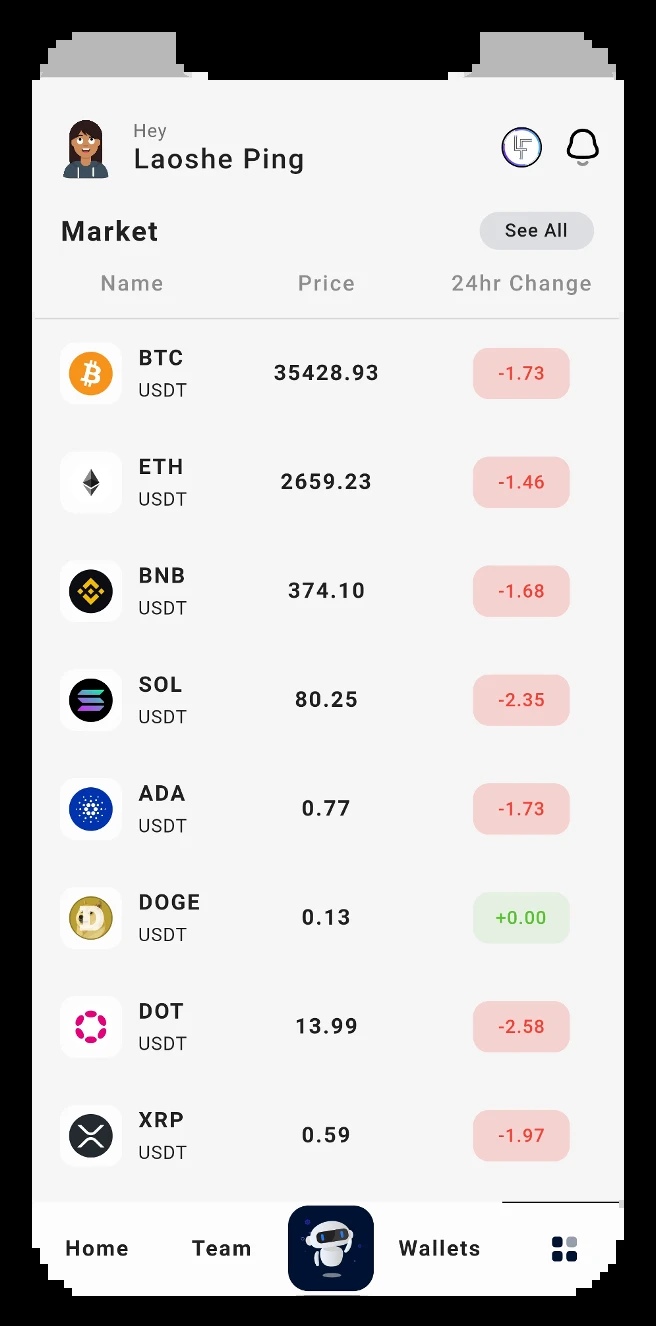 Hey
Laoshe Ping
Market
See All
Name Price 24hr Change
BTC
USDT
35428.93
-1.73
ETH
USDT
2659.23
-1.46
BNB
USDT
374.10
-1.68
SOL
USDT
80.25
-2.35
ADA
USDT
0.77
-1.73
DOGE
USDT
0.13
+0.00
DOT
USDT
13.99
-2.58
XRP
USDT
0.59
-1.97
Home Team Wallets